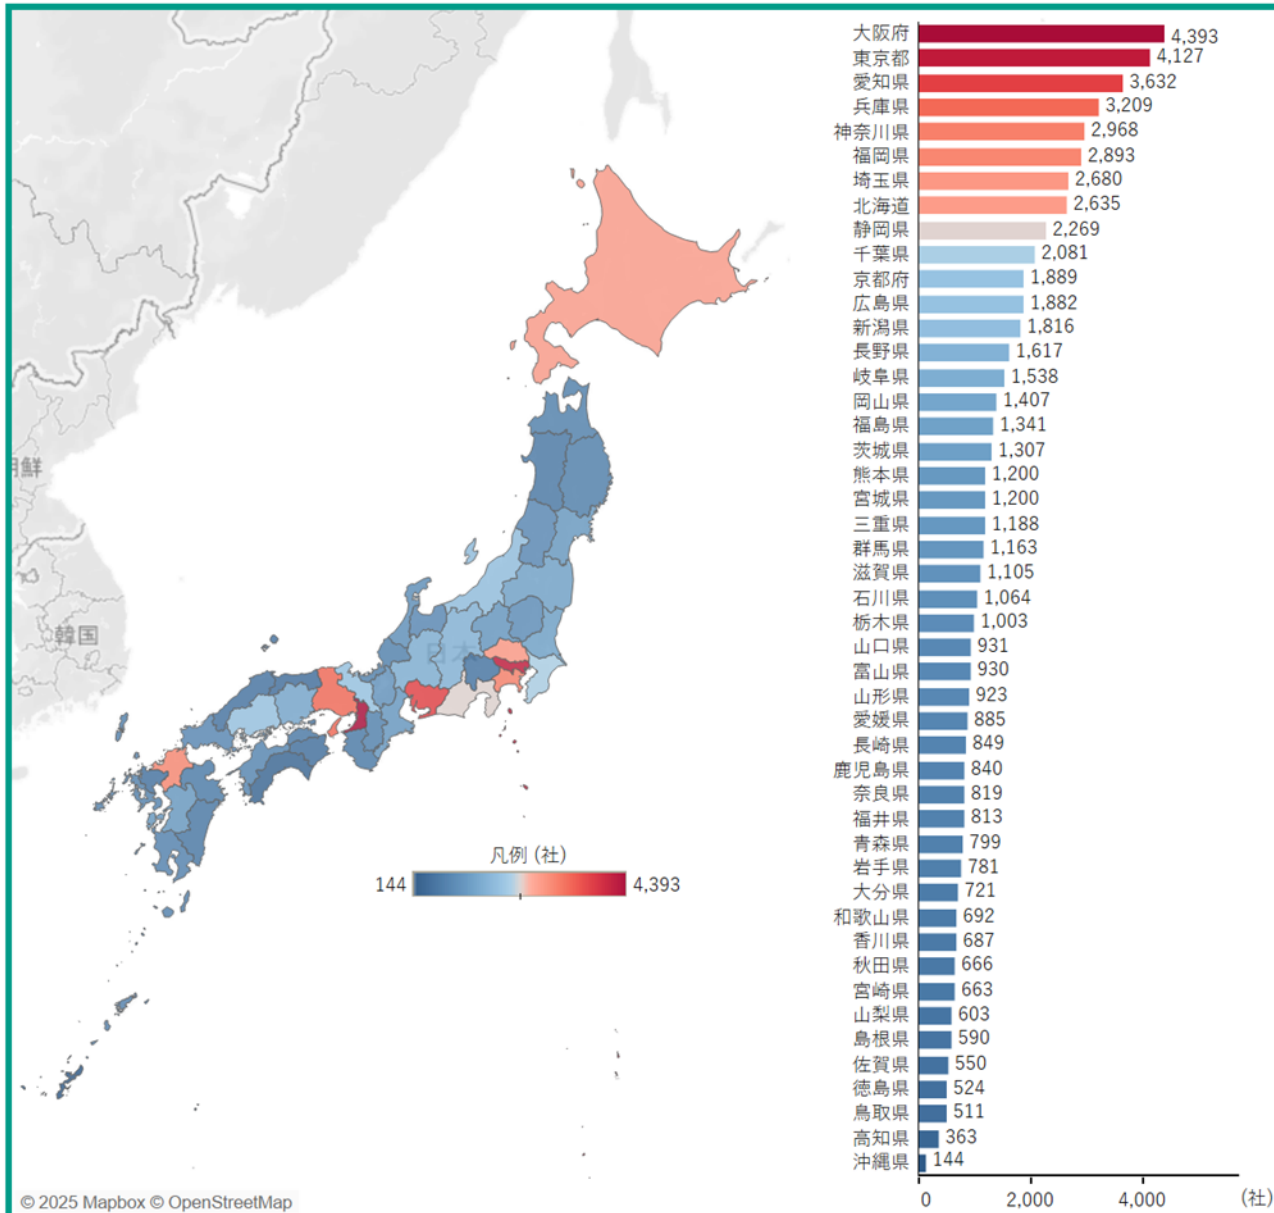 朝鮮
韓国
日本
凡例 (社)
144
4,393
© 2025 Mapbox © OpenStreetMap
大阪府 4,393
東京都 4,127
愛知県 3,632
兵庫県 3,209
神奈川県 2,968
福岡県 2,893
埼玉県 2,680
北海道 2,635
静岡県 2,269
千葉県 2,081
京都府 1,889
広島県 1,882
新潟県 1,816
長野県 1,617
岐阜県 1,538
岡山県 1,407
福島県 1,341
茨城県 1,307
熊本県 1,200
宮城県 1,200
三重県 1,188
群馬県 1,163
滋賀県 1,105
石川県 1,064
栃木県 1,003
山口県 931
富山県 930
山形県 923
愛媛県 885
長崎県 849
鹿児島県 840
奈良県 819
福井県 813
青森県 799
岩手県 781
大分県 721
和歌山県 692
香川県 687
秋田県 666
宮崎県 663
山梨県 603
島根県 590
佐賀県 550
徳島県 524
鳥取県 511
高知県 363
沖縄県 144
0 2,000 4,000 (社)